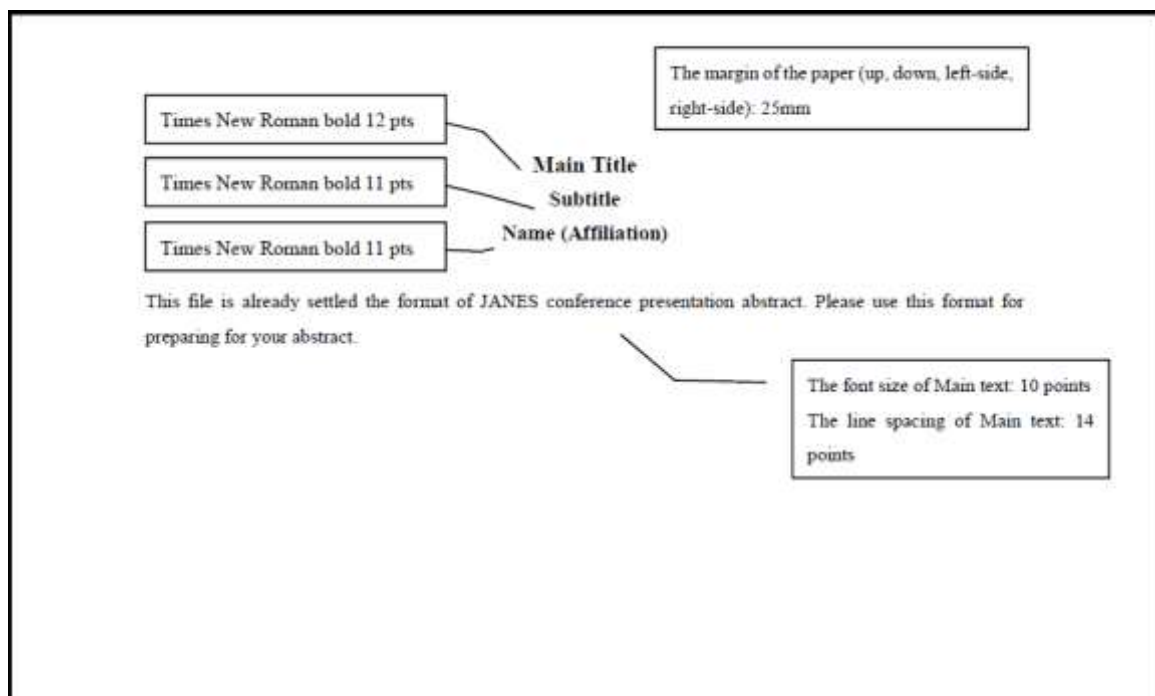 The margin of the paper (up, down, left-side,
right-side): 25mm
Times New Roman bold 12 pts
Main Title
Times New Roman bold 11 pts
Subtitle
Name (Affiliation)
Times New Roman bold 11 pts
This file is already settled the format of JANES conference presentation abstract. Please use this format for
preparing for your abstract.
The font size of Main text: 10 points
The line spacing of Main text: 14
points